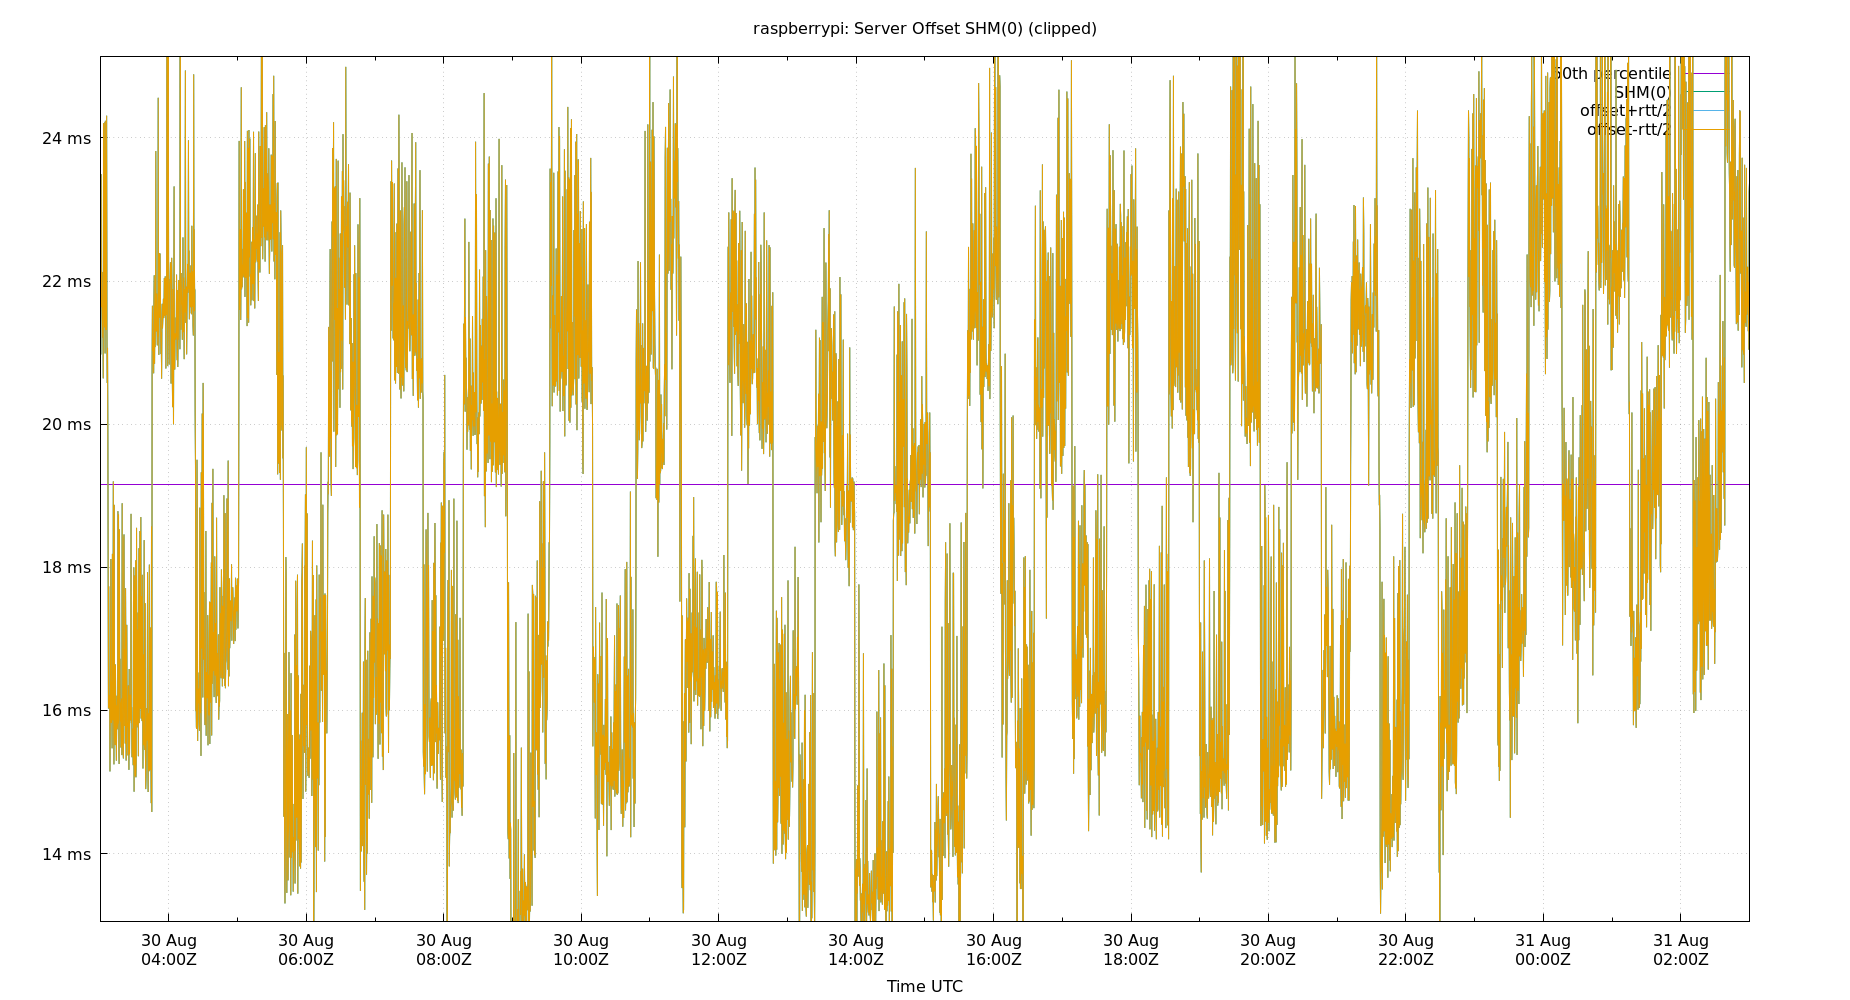 raspberrypi: Server Offset SHM(0) (clipped)
50th percentile
SHM(0)
offset+rtt/2
offset-rtt/2
24 ms
22 ms
20 ms
18 ms
16 ms
14 ms
30 Aug 30 Aug 30 Aug 30 Aug 30 Aug 30 Aug 30 Aug 30 Aug 30 Aug 30 Aug 31 Aug 31 Aug
04:00Z 06:00Z 08:00Z 10:00Z 12:00Z 14:00Z 16:00Z 18:00Z 20:00Z 22:00Z 00:00Z 02:00Z
Time UTC